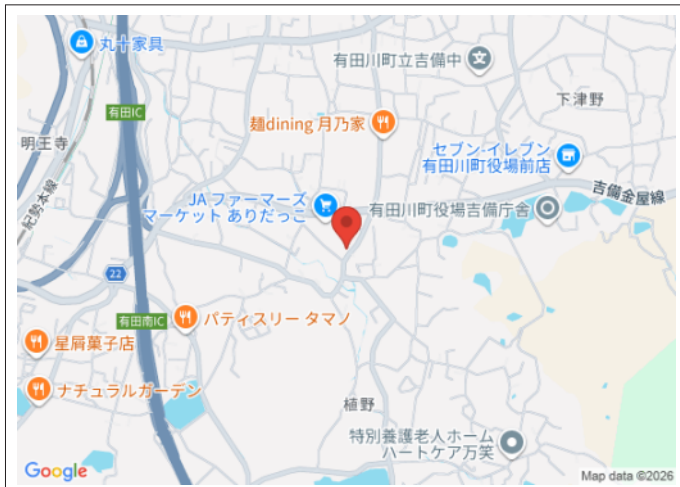 丸十家具
有田川町立吉備中
有田IC
下津野
麺dining 月乃家
明王寺
セブン-イレブン
有田川町役場前店
紀勢本線
吉備金屋線
JA ファーマーズ
マーケット ありだっこ
有田川町役場吉備庁舎
22
有田南IC
パティスリー タマノ
星屑菓子店
ナチュラルガーデン
植野
特別養護老人ホーム
ハートケア万笑
Google
Map data ©2026